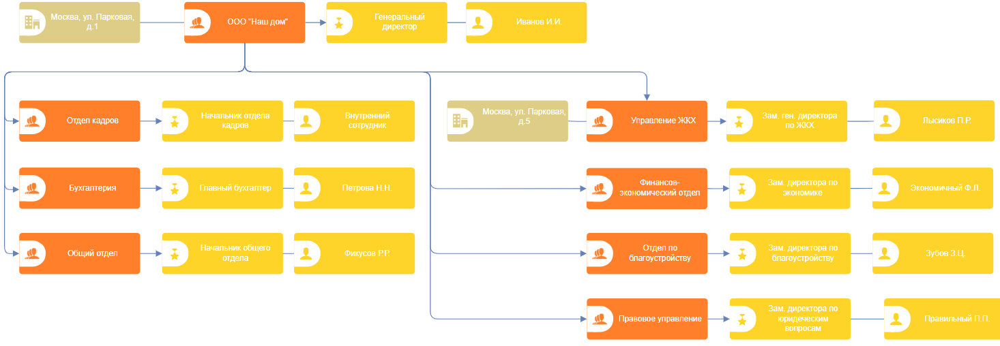 Москва, ул. Парковая,
д.1
ООО "Наш дом"
Генеральный
директор
Иванов И.И.
Отдел кадров
Начальник отдела
кадров
Внутренний
сотрудник
Москва, ул. Парковая,
д.5
Управление ЖКХ
Зам. ген. директора
по ЖКХ
Лысиков П.Р.
Бухгалтерия
Главный бухгалтер
Петрова Н.Н.
Финансов-
экономический отдел
Зам. директора по
экономике
Экономичный Ф.Л.
Общий отдел
Начальник общего
отдела
Фикусов Р.Р.
Отдел по
благоустройству
Зам. директора по
благоустройству
Зубов З.Ц.
Правовое управление
Зам. директора по
юридеческим
вопросам
Правильный П.П.